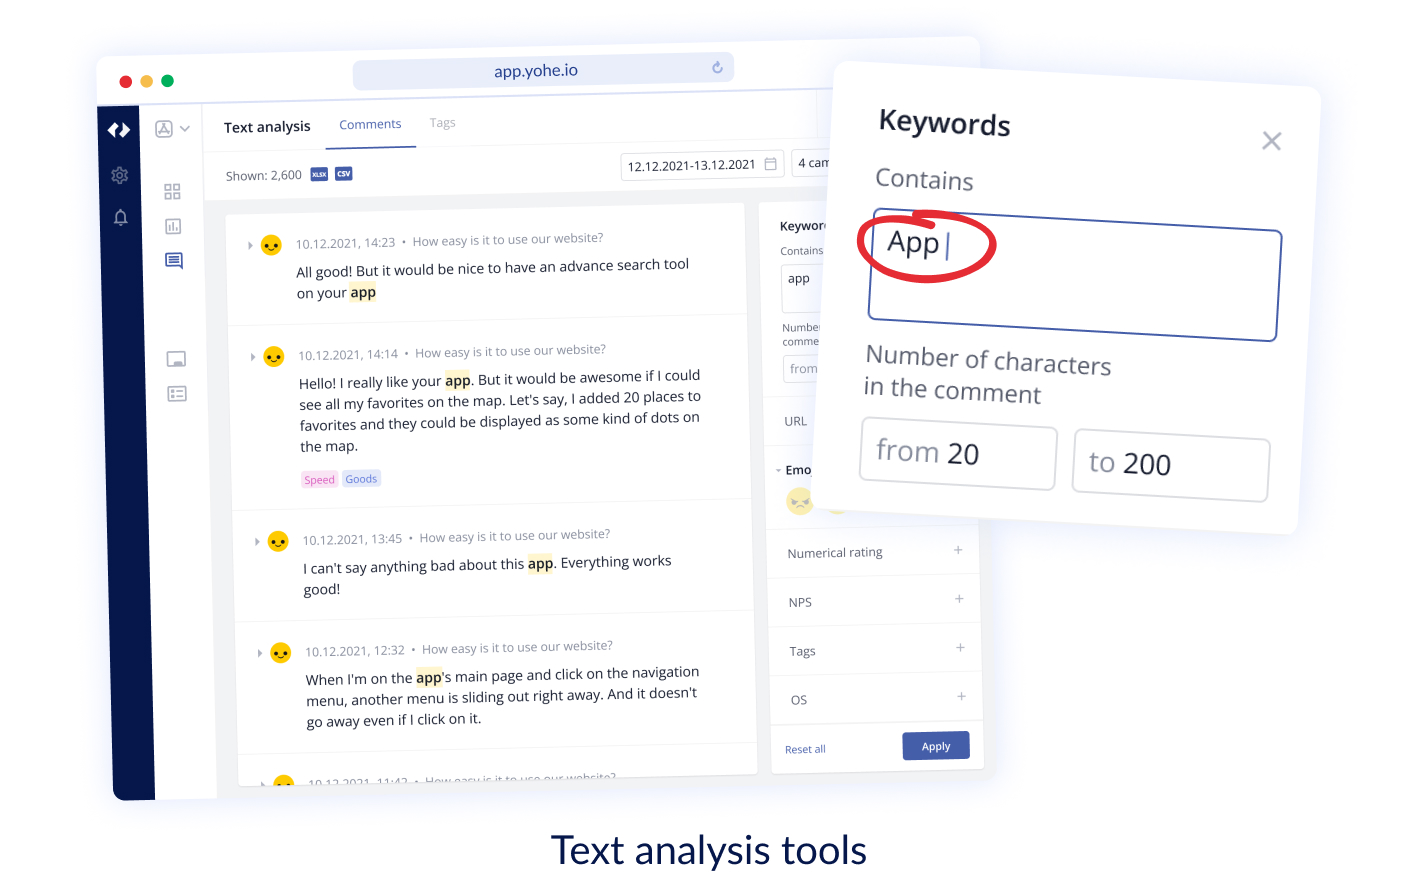 app.yohe.io
Text analysis
Comments
Tags
Shown: 2,600
XLSX
CSV
12.12.2021-13.12.2021
4 cam
10.12.2021, 14:23 • How easy is it to use our website?
All good! But it would be nice to have an advance search tool
on your app
10.12.2021, 14:14 • How easy is it to use our website?
Hello! I really like your app. But it would be awesome if I could
see all my favorites on the map. Let's say, I added 20 places to
favorites and they could be displayed as some kind of dots on
the map.
Speed
Goods
10.12.2021, 13:45 • How easy is it to use our website?
I can't say anything bad about this app. Everything works
good!
10.12.2021, 12:32 • How easy is it to use our website?
When I'm on the app's main page and click on the navigation
menu, another menu is sliding out right away. And it doesn't
go away even if I click on it.
10.12.2021, 11:42 • How easy is it to use our website?
Keywor
Contains
app
Number
comme
from
URL
Emo
Numerical rating +
NPS +
Tags +
OS +
Reset all
Apply
Keywords
Contains
App
Number of characters
in the comment
from 20
to 200
Text analysis tools